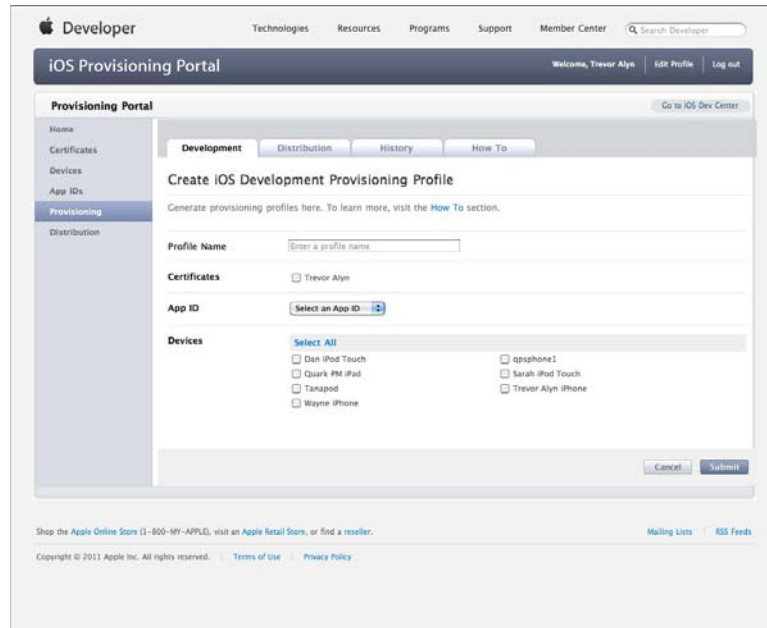 Developer
Technologies Resources Programs Support Member Center Search Developer
iOS Provisioning Portal
Welcome, Trevor Alyn Edit Profile Log out
Provisioning Portal
Go to iOS Dev Center
Home
Certificates
Devices
App IDs
Provisioning
Distribution
Development Distribution History How To
Create iOS Development Provisioning Profile
Generate provisioning profiles here. To learn more, visit the How To section.
Profile Name Enter a profile name
Certificates Trevor Alyn
App ID Select an App ID
Devices Select All
Dan iPod Touch qpsphone1
Quark PM iPad Sarah iPod Touch
Tanapod Trevor Alyn iPhone
Wayne iPhone
Cancel Submit
Shop the Apple Online Store (1-800-MY-APPLE), visit an Apple Retail Store, or find a reseller.
Mailing Lists RSS Feeds
Copyright © 2011 Apple Inc. All rights reserved. Terms of Use Privacy Policy